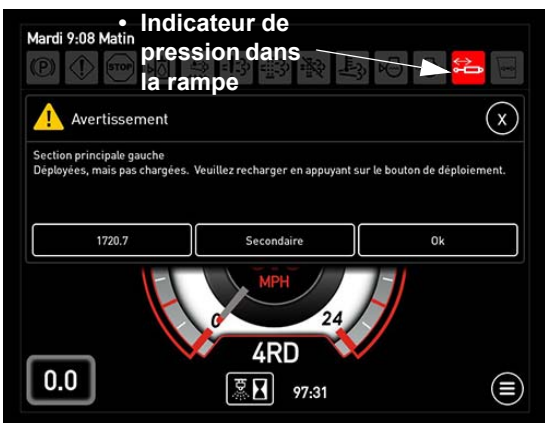 • Indicateur de
pression dans
la rampe
Mardi 9:08 Matin
P
STOP
Avertissement
X
Section principale gauche
Déployées, mais pas chargées. Veuillez recharger en appuyant sur le bouton de déploiement.
1720.7
Secondaire
Ok
MPH
0
24
4RD
0.0
97:31